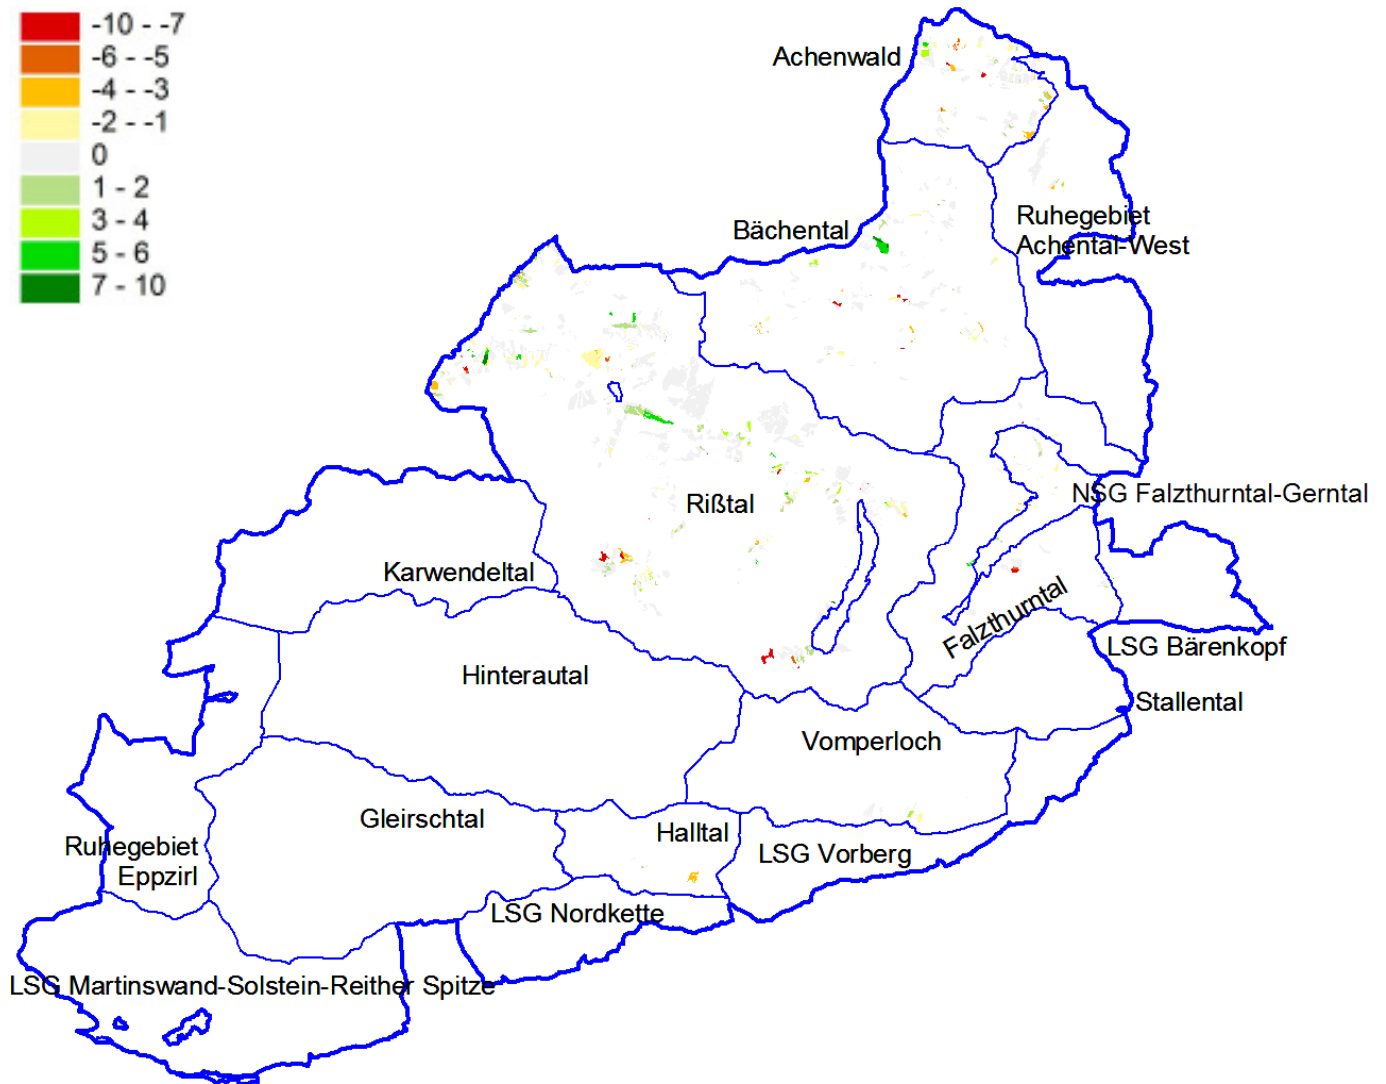 -10 - -7
-6 - -5
-4 - -3
-2 - -1
0
1 - 2
3 - 4
5 - 6
7 - 10
Achenwald
Bächental
Ruhegebiet
Achental-West
Rißtal
NSG Falzthurntal-Gerntal
Karwendeltal
Falzthurntal
LSG Bärenkopf
Hinterautal
Stallental
Vomperloch
Gleirschtal
Halltal
LSG Vorberg
Ruhegebiet
Eppzirl
LSG Nordkette
LSG Martinswand-Solstein-Reither Spitze